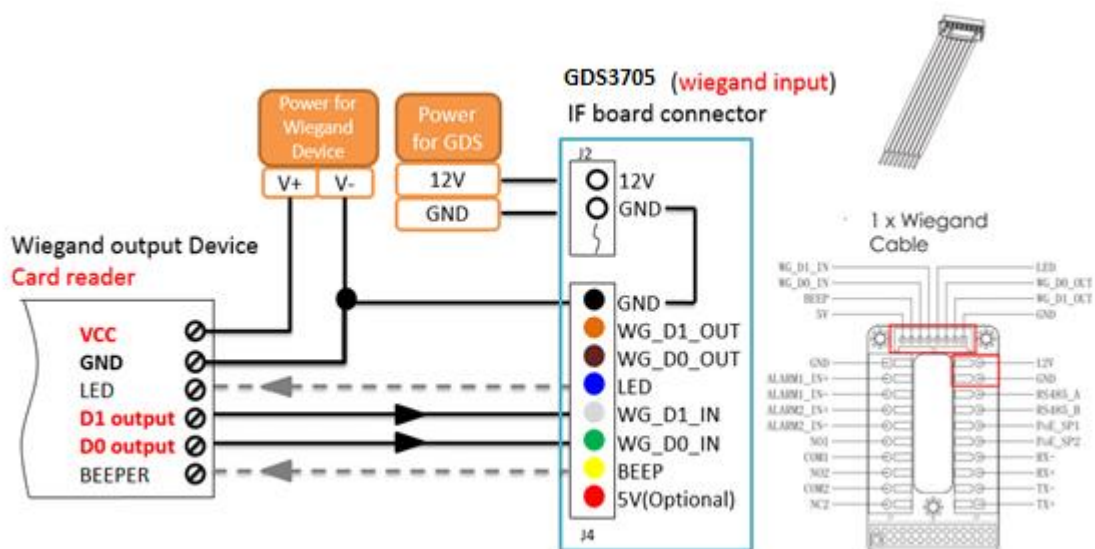 GDS3705 (wiegand input)
IF board connector
Power for
Wiegand
Device
V+ V-
Power
for GDS
12V
GND
J2
12V
GND
Wiegand output Device
Card reader
VCC
GND
LED
D1 output
D0 output
BEEPER
GND
WG_D1_OUT
WG_D0_OUT
LED
WG_D1_IN
WG_D0_IN
BEEP
5V(Optional)
J4
1 x Wiegand
Cable
WG_D1_IN
WG_D0_IN
BEEP
5V
LED
WG_D0_OUT
WG_D1_OUT
GND
GND
ALARM1_IN+
ALARM1_IN-
ALARM2_IN+
ALARM2_IN-
NO1
COM1
NO2
COM2
NC2
12V
GND
RS485_A
RS485_B
PoE_SP1
PoE_SP2
RX-
RX+
TX-
TX+